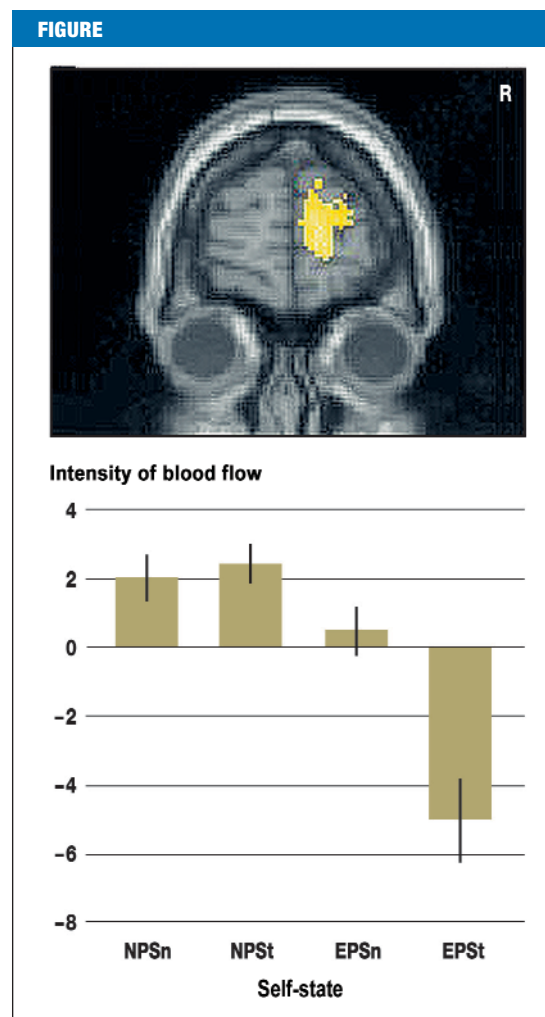 FIGURE
R
Intensity of blood flow
4
2
0
−2
−4
−6
−8
NPSn NPSt EPSn EPSt
Self-state